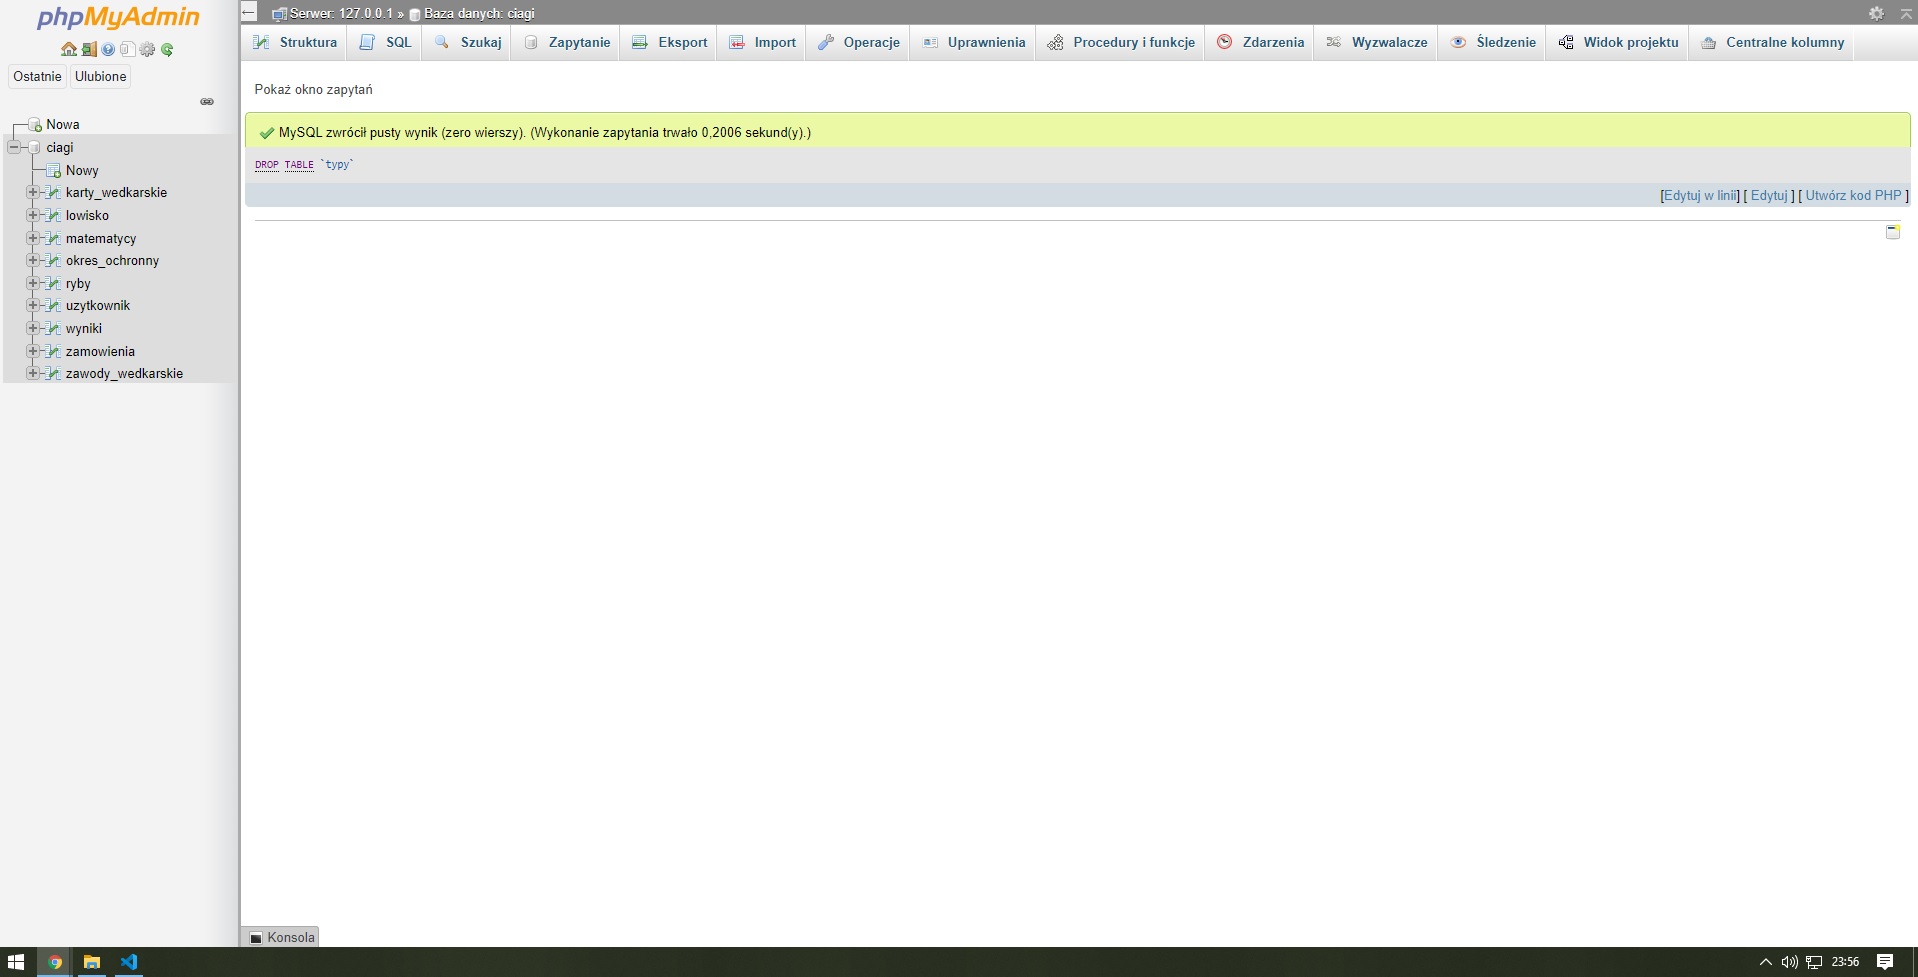 phpMyAdmin
Ostatnie Ulubione
Nowa
ciagi
Nowy
karty_wedkarskie
lowisko
matematycy
okres_ochronny
ryby
uzytkownik
wyniki
zamowienia
zawody_wedkarskie
Serwer: 127.0.0.1 » Baza danych: ciagi
Struktura SQL Szukaj Zapytanie Eksport Import Operacje Uprawnienia Procedury i funkcje Zdarzenia Wyzwalacze Śledzenie Widok projektu Centralne kolumny
Pokaż okno zapytań
MySQL zwrócił pusty wynik (zero wierszy). (Wykonanie zapytania trwało 0,2006 sekund(y).)
DROP TABLE `typy`
[Edytuj w linii] [ Edytuj ] [ Utwórz kod PHP ]
Konsola
23:56